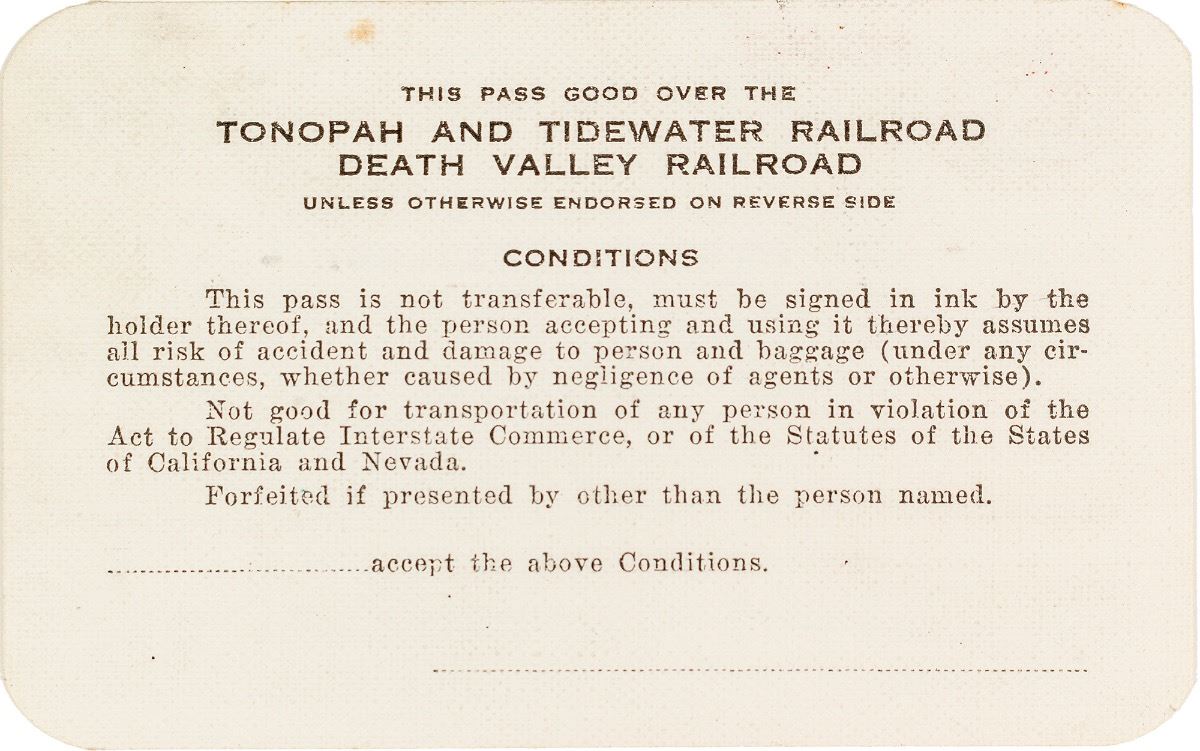 THIS PASS GOOD OVER THE
TONOPAH AND TIDEWATER RAILROAD
DEATH VALLEY RAILROAD
UNLESS OTHERWISE ENDORSED ON REVERSE SIDE
CONDITIONS
This pass is not transferable, must be signed in ink by the
holder thereof, and the person accepting and using it thereby assumes
all risk of accident and damage to person and baggage (under any cir-
cumstances, whether caused by negligence of agents or otherwise).
Not good for transportation of any person in violation of the
Act to Regulate Interstate Commerce, or of the Statutes of the States
of California and Nevada.
Forfeited if presented by other than the person named.
..............................accept the above Conditions.